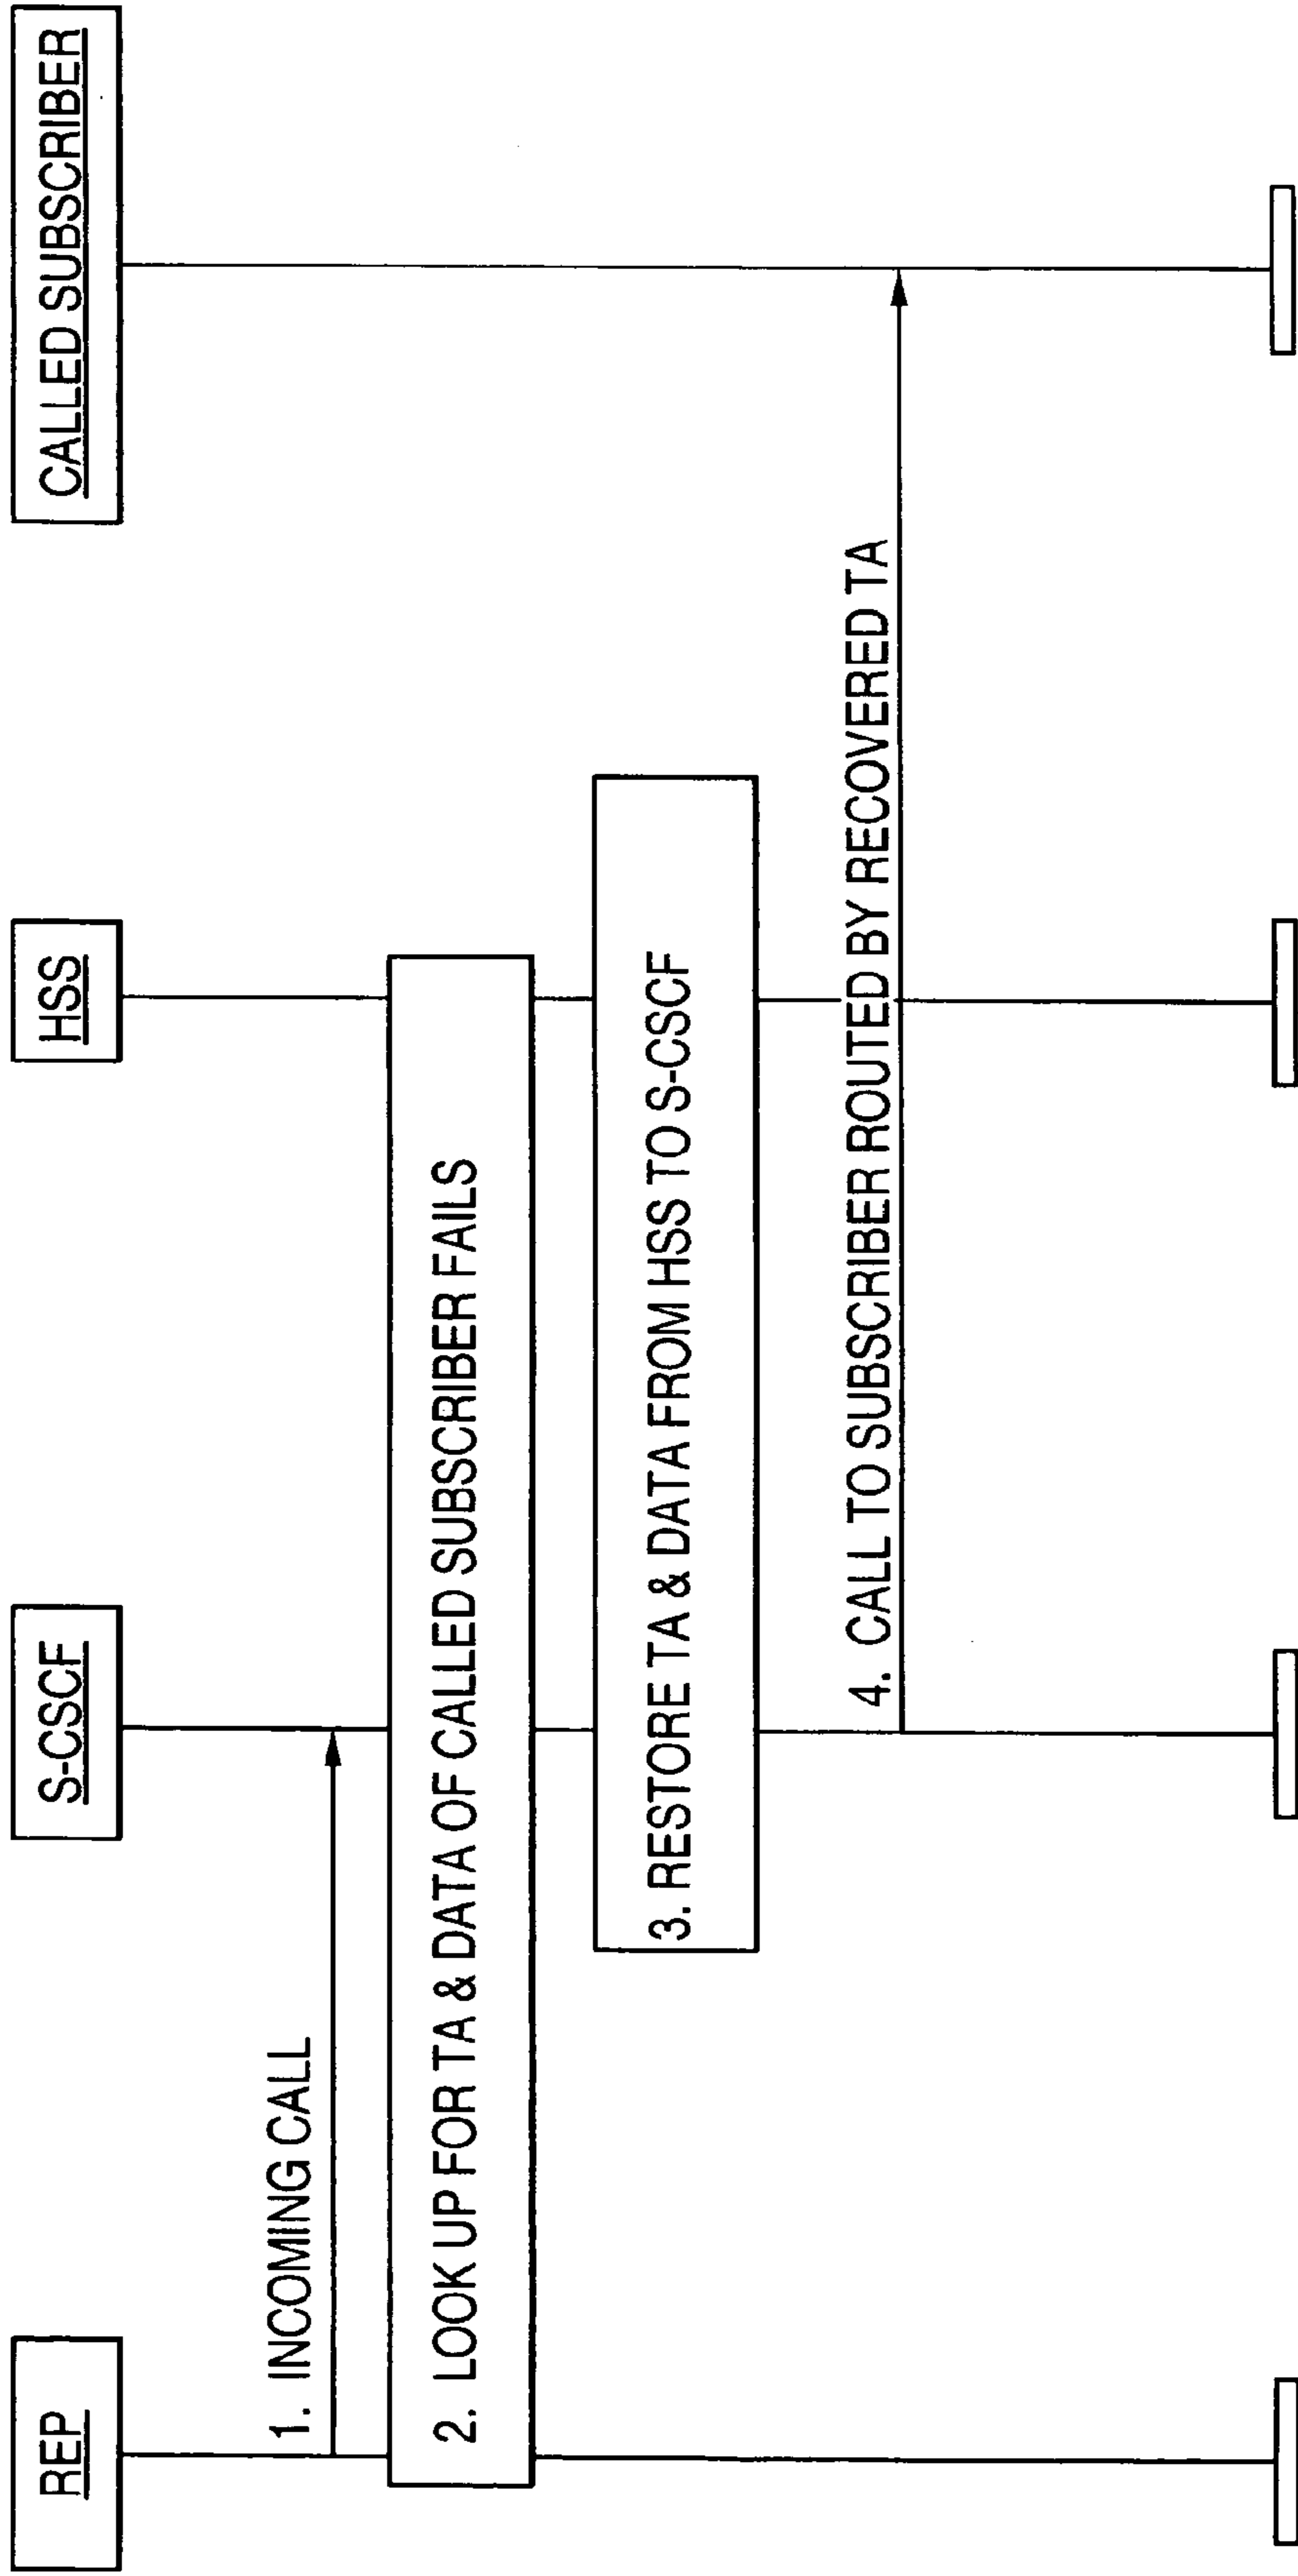 REP
S-CSCF
HSS
CALLED SUBSCRIBER
1. INCOMING CALL
2. LOOK UP FOR TA & DATA OF CALLED SUBSCRIBER FAILS
3. RESTORE TA & DATA FROM HSS TO S-CSCF
4. CALL TO SUBSCRIBER ROUTED BY RECOVERED TA